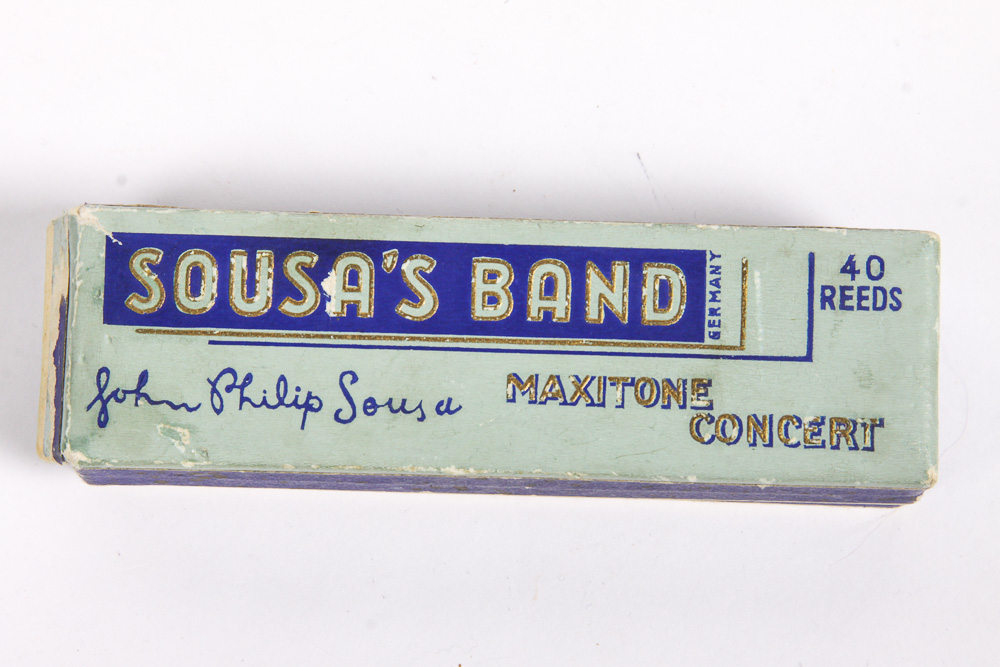 SOUSA'S BAND
GERMANY
40
REEDS
John Philip Sousa
MAXITONE
CONCERT